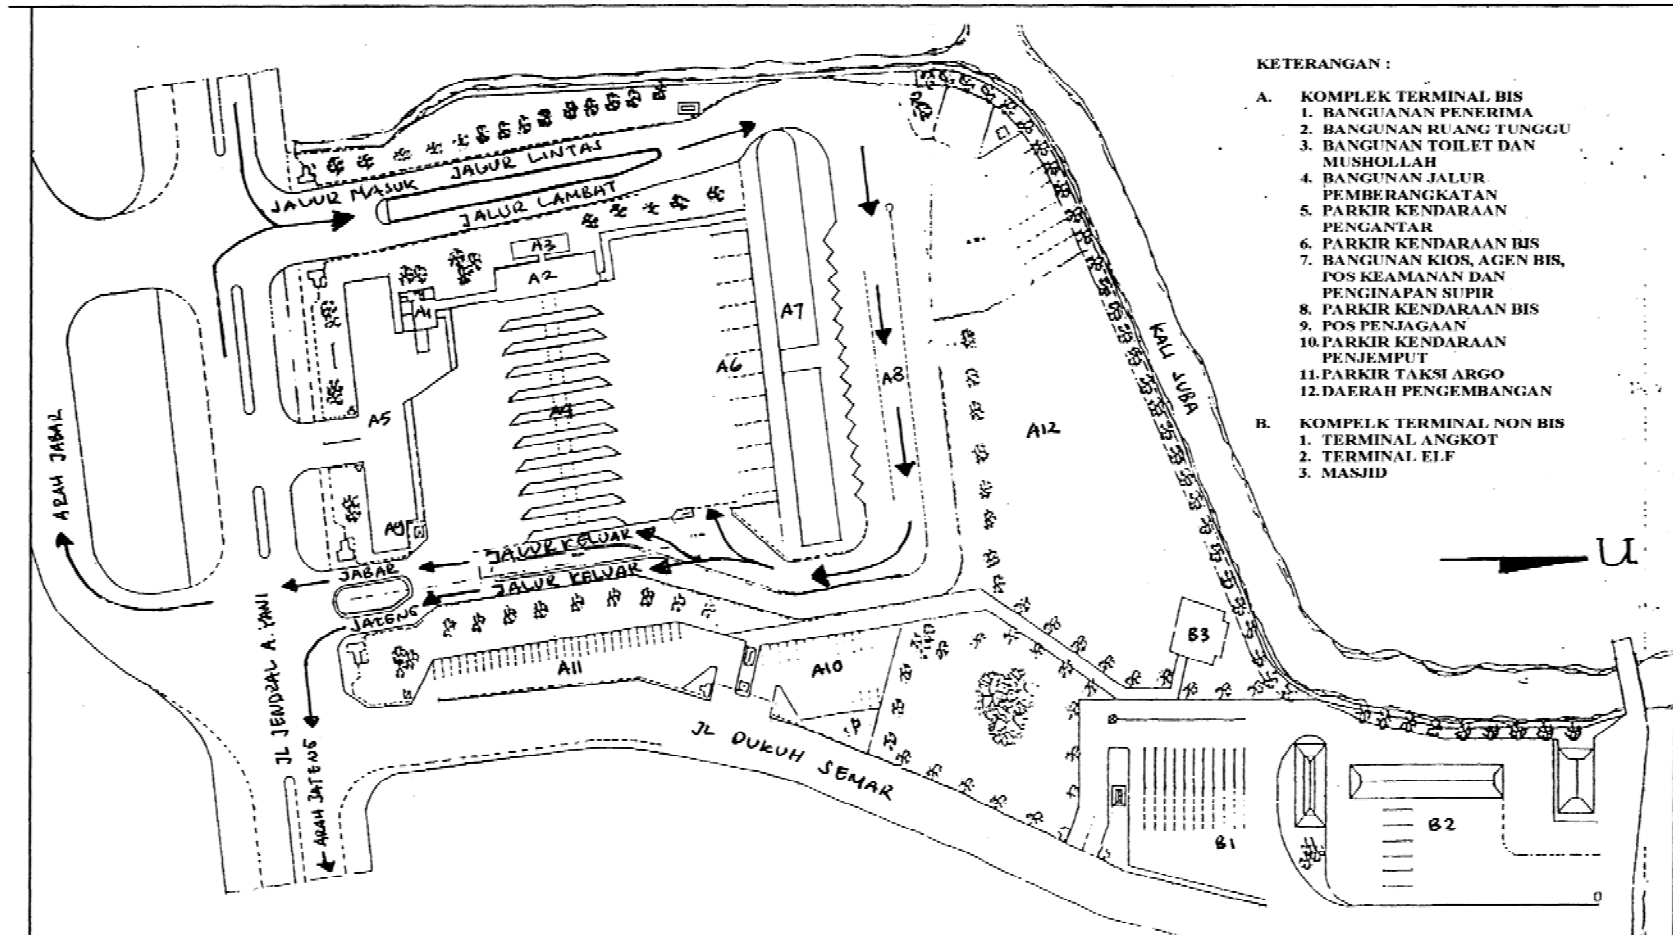 KETERANGAN :
A. KOMPLEK TERMINAL BIS
1. BANGUANAN PENERIMA
2. BANGUNAN RUANG TUNGGU
3. BANGUNAN TOILET DAN
MUSHOLLAH
4. BANGUNAN JALUR
PEMBERANGKATAN
5. PARKIR KENDARAAN
PENGANTAR
6. PARKIR KENDARAAN BIS
7. BANGUNAN KIOS, AGEN BIS,
POS KEAMANAN DAN
PENGINAPAN SUPIR
8. PARKIR KENDARAAN BIS
9. POS PENJAGAAN
10. PARKIR KENDARAAN
PENJEMPUT
11. PARKIR TAKSI ARGO
12. DAERAH PENGEMBANGAN
B. KOMPELK TERMINAL NON BIS
1. TERMINAL ANGKOT
2. TERMINAL ELF
3. MASJID
JALUR MASUK
JALUR LINTAS
JALUR LAMBAT
A3
A2
A1
A7
A6
A8
A4
A5
A12
KALI SUBA
U
ARAH JABAR
A9
JALUR KELUAR
JABAR
JALUR KELUAR
JATENG
JL JENDRAL A. YANI
ARAH JATENG
A11
A10
B3
JL DUKUH SEMAR
B1
B2